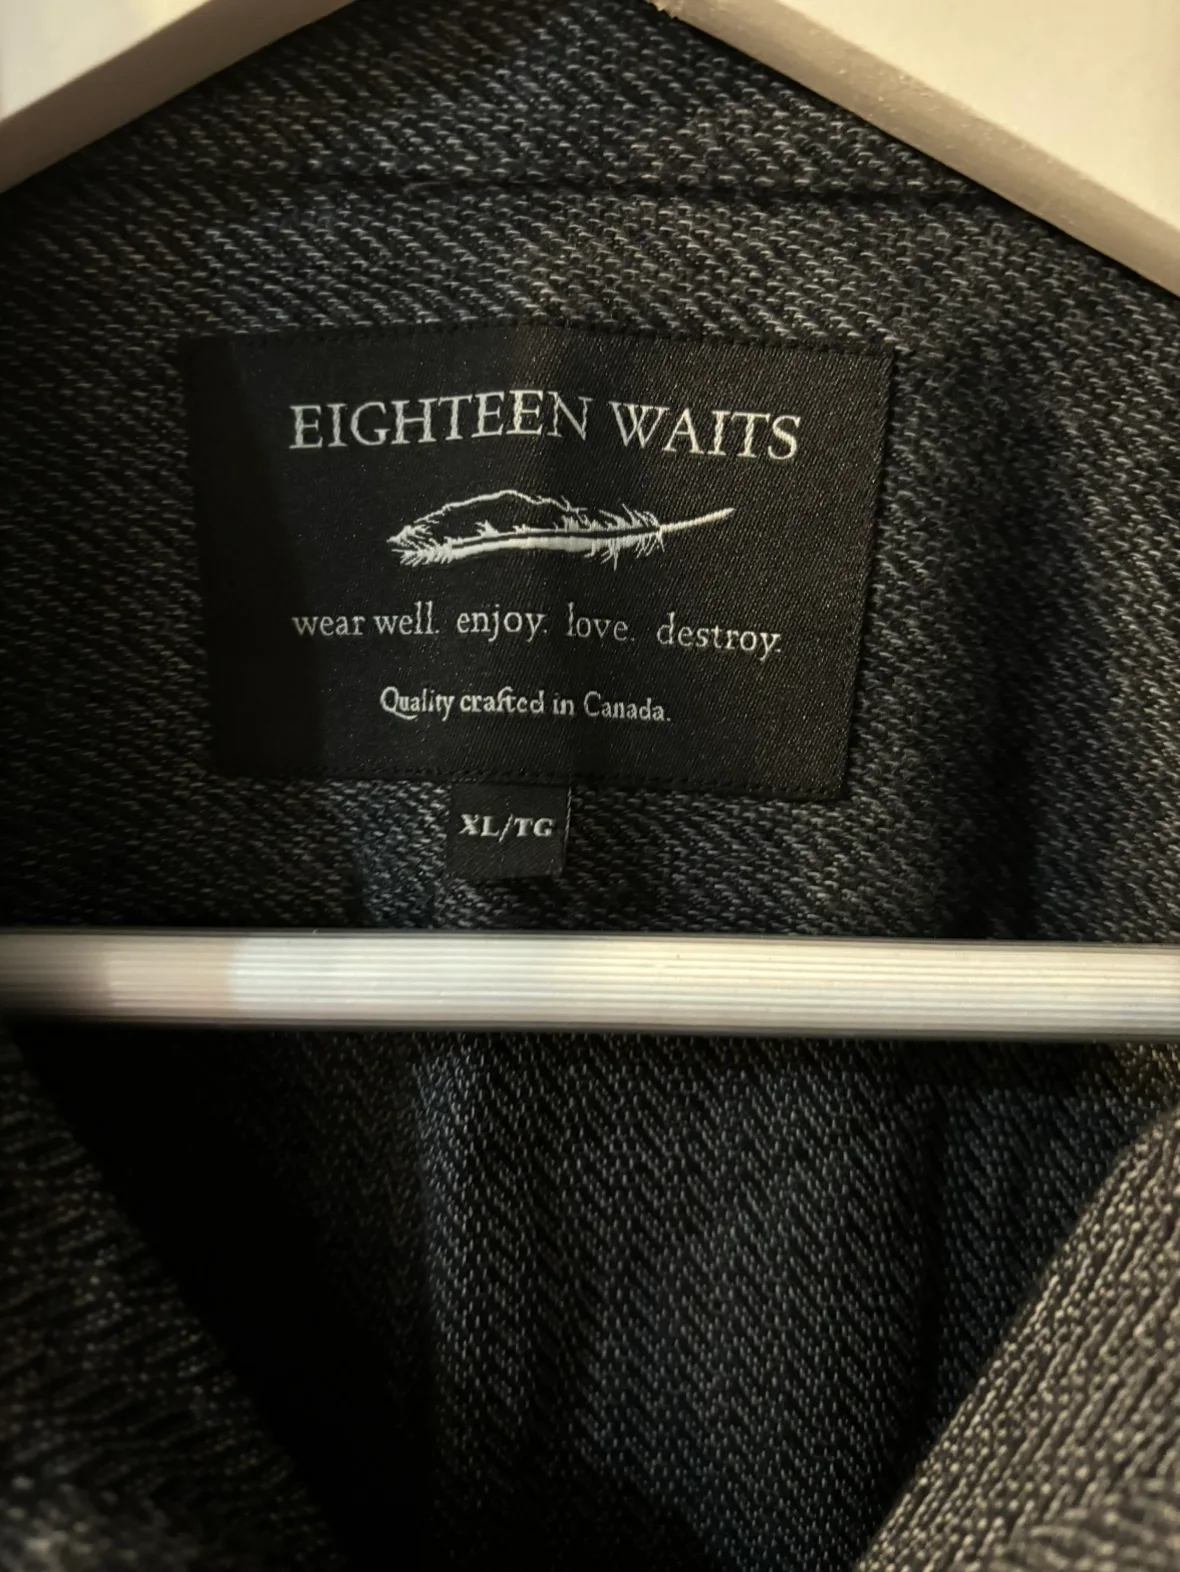 EIGHTEEN WAITS
wear well. enjoy. love. destroy.
Quality crafted in Canada.
XL/TG